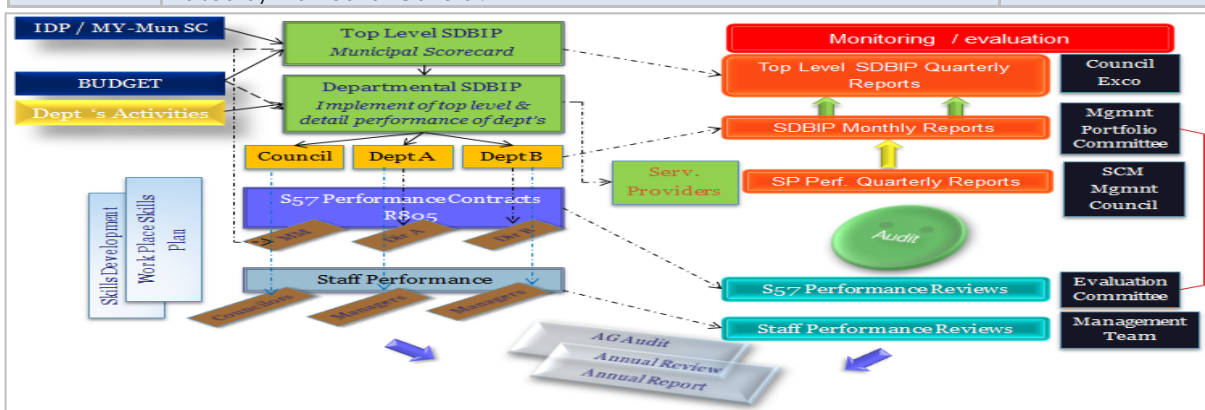 IDP / MY-Mun SC
BUDGET
Dept 's Activities
Top Level SDBIP
Municipal Scorecard
Departmental SDBIP
Implement of top level &
detail performance of dept's
Council
Dept A
Dept B
Serv.
Providers
S57 Performance Contracts
R805
MM
Dir A
Dir B
Skills Development
Work Place Skills
Plan
Staff Performance
Councilors
Managers
Managers
Monitoring / evaluation
Top Level SDBIP Quarterly
Reports
Council
Exco
SDBIP Monthly Reports
Mgmnt
Portfolio
Committee
SP Perf. Quarterly Reports
SCM
Mgmnt
Council
Audit
S57 Performance Reviews
Evaluation
Committee
Staff Performance Reviews
Management
Team
AG Audit
Annual Review
Annual Report